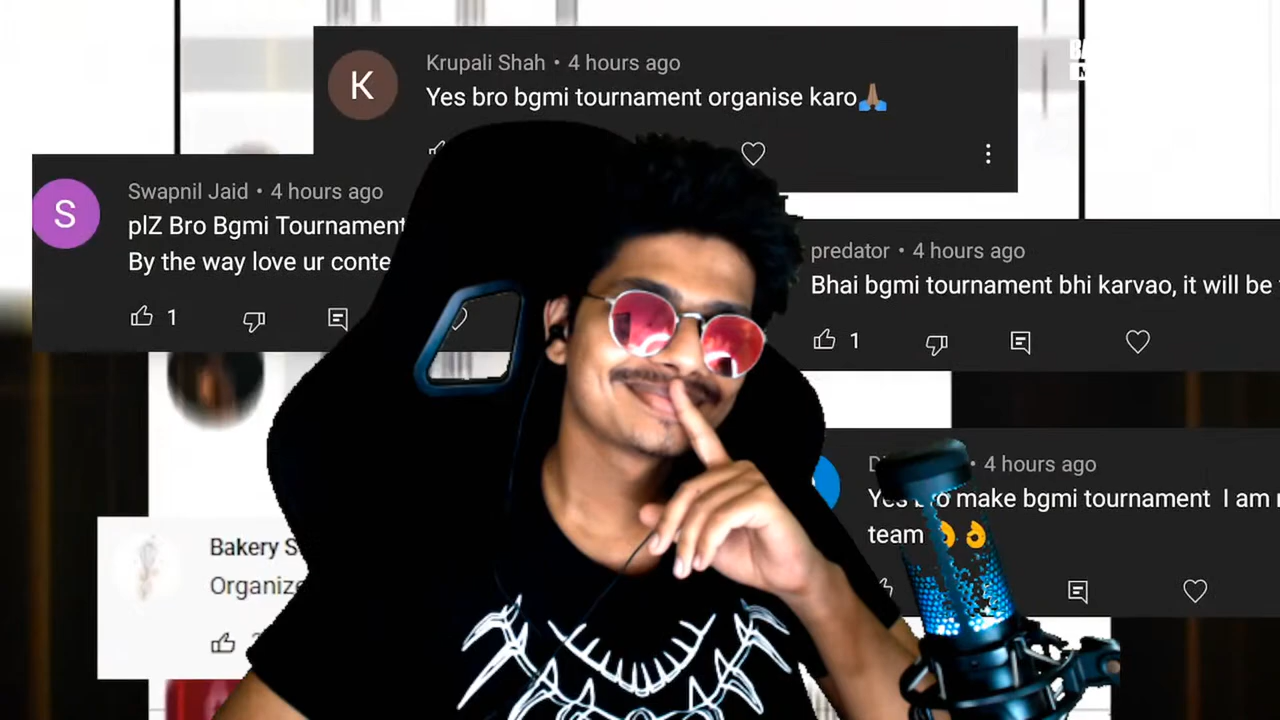 K
Krupali Shah • 4 hours ago
Yes bro bgmi tournament organise karo🙏🏽
S
Swapnil Jaid • 4 hours ago
plZ Bro Bgmi Tournament
By the way love ur conte
1
predator • 4 hours ago
Bhai bgmi tournament bhi karvao, it will be
1
• 4 hours ago
Yes bro make bgmi tournament I am
team 👌👌
Bakery S
Organize